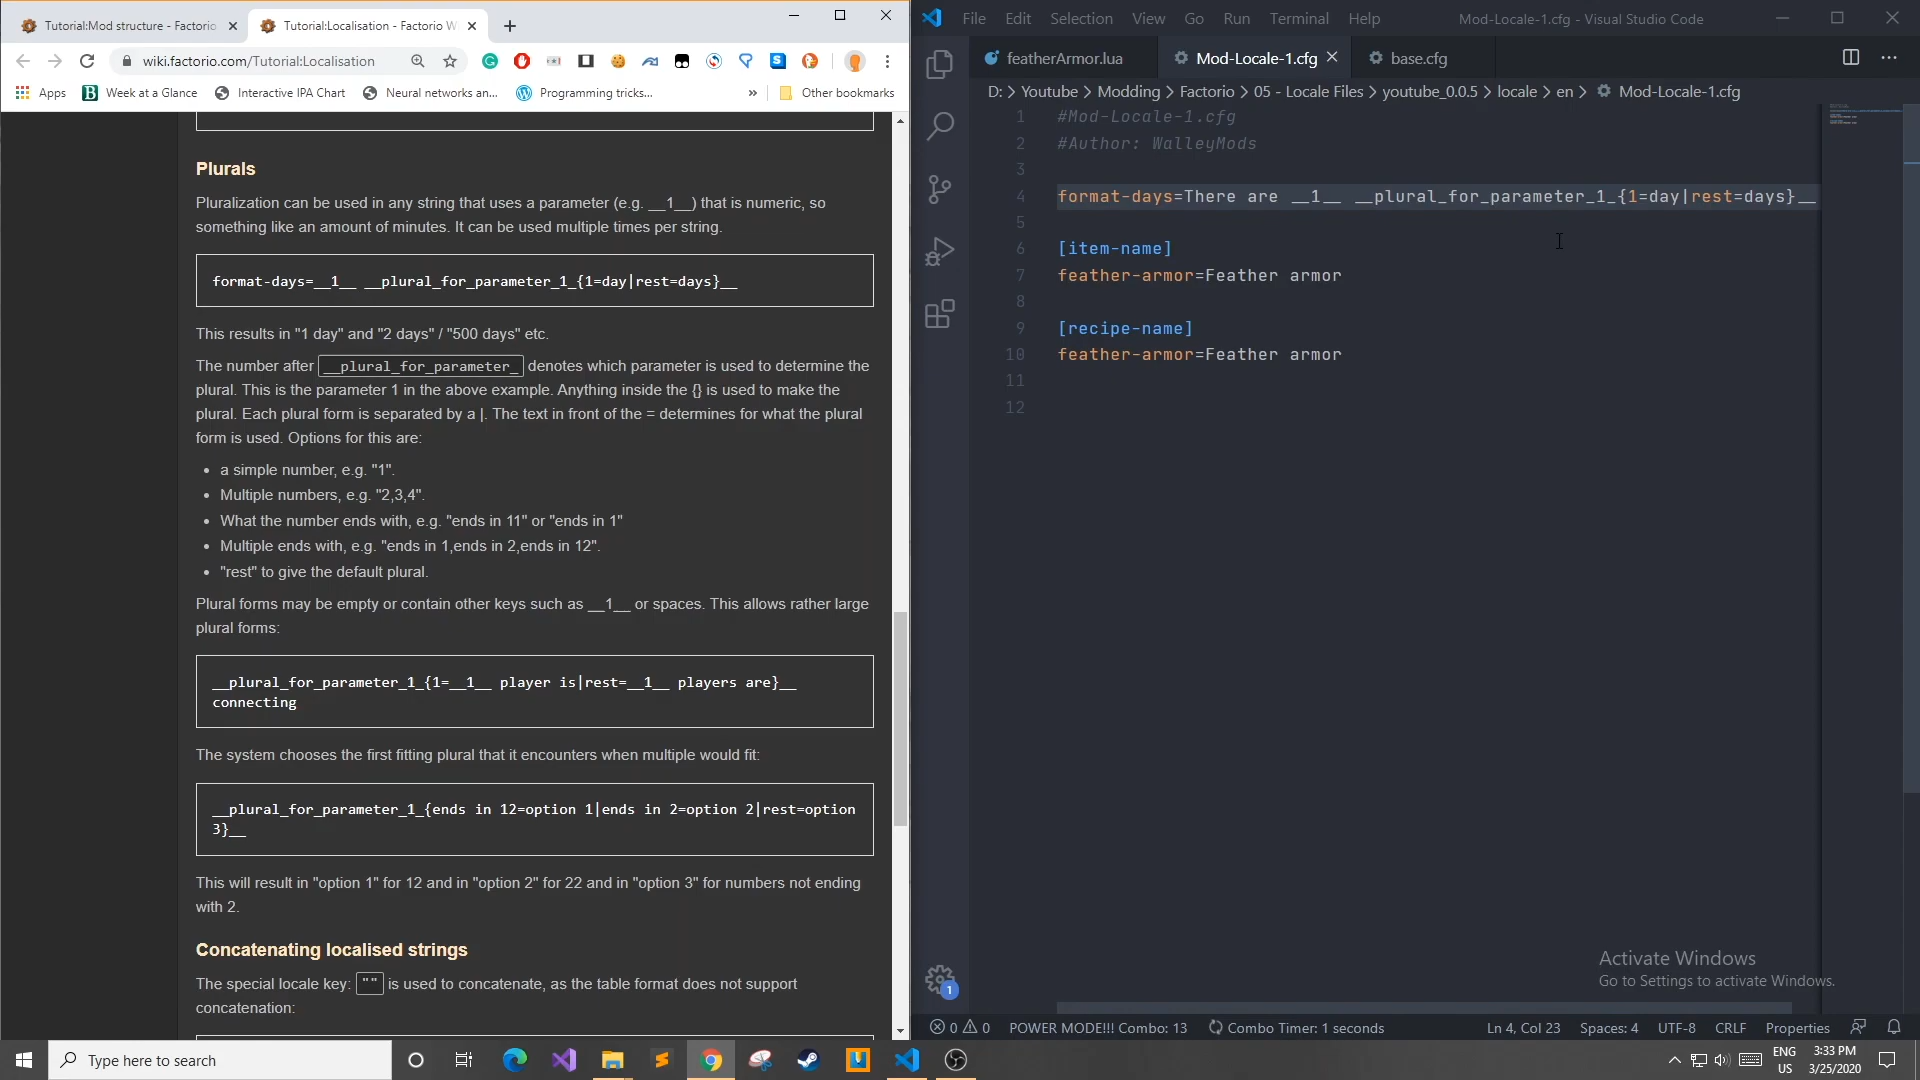 Tutorial:Mod structure - Factorio
Tutorial:Localisation - Factorio W
wiki.factorio.com/Tutorial:Localisation
Apps
Week at a Glance
Interactive IPA Chart
Neural networks an...
Programming tricks...
»
Other bookmarks
Plurals
Pluralization can be used in any string that uses a parameter (e.g. __1__) that is numeric, so
something like an amount of minutes. It can be used multiple times per string.
format-days=__1__ __plural_for_parameter_1_{1=day|rest=days}__
This results in "1 day" and "2 days" / "500 days" etc.
The number after __plural_for_parameter_ denotes which parameter is used to determine the
plural. This is the parameter 1 in the above example. Anything inside the {} is used to make the
plural. Each plural form is separated by a |. The text in front of the = determines for what the plural
form is used. Options for this are:
• a simple number, e.g. "1".
• Multiple numbers, e.g. "2,3,4".
• What the number ends with, e.g. "ends in 11" or "ends in 1"
• Multiple ends with, e.g. "ends in 1,ends in 2,ends in 12".
• "rest" to give the default plural.
Plural forms may be empty or contain other keys such as __1__ or spaces. This allows rather large
plural forms:
__plural_for_parameter_1_{1=__1__ player is|rest=__1__ players are}__
connecting
The system chooses the first fitting plural that it encounters when multiple would fit:
__plural_for_parameter_1_{ends in 12=option 1|ends in 2=option 2|rest=option
3}__
This will result in "option 1" for 12 and in "option 2" for 22 and in "option 3" for numbers not ending
with 2.
Concatenating localised strings
The special locale key: "" is used to concatenate, as the table format does not support
concatenation:
File Edit Selection View Go Run Terminal Help
Mod-Locale-1.cfg - Visual Studio Code
featherArmor.lua
Mod-Locale-1.cfg
base.cfg
D: > Youtube > Modding > Factorio > 05 - Locale Files > youtube_0.0.5 > locale > en > Mod-Locale-1.cfg
1 #Mod-Locale-1.cfg
2 #Author: WalleyMods
3
4 format-days=There are __1__ __plural_for_parameter_1_{1=day|rest=days}__
5
6 [item-name]
7 feather-armor=Feather armor
8
9 [recipe-name]
10 feather-armor=Feather armor
11
12
Activate Windows
Go to Settings to activate Windows.
1
0 0 POWER MODE!!! Combo: 13 Combo Timer: 1 seconds Ln 4, Col 23 Spaces: 4 UTF-8 CRLF Properties
Type here to search
ENG
US
3:33 PM
3/25/2020